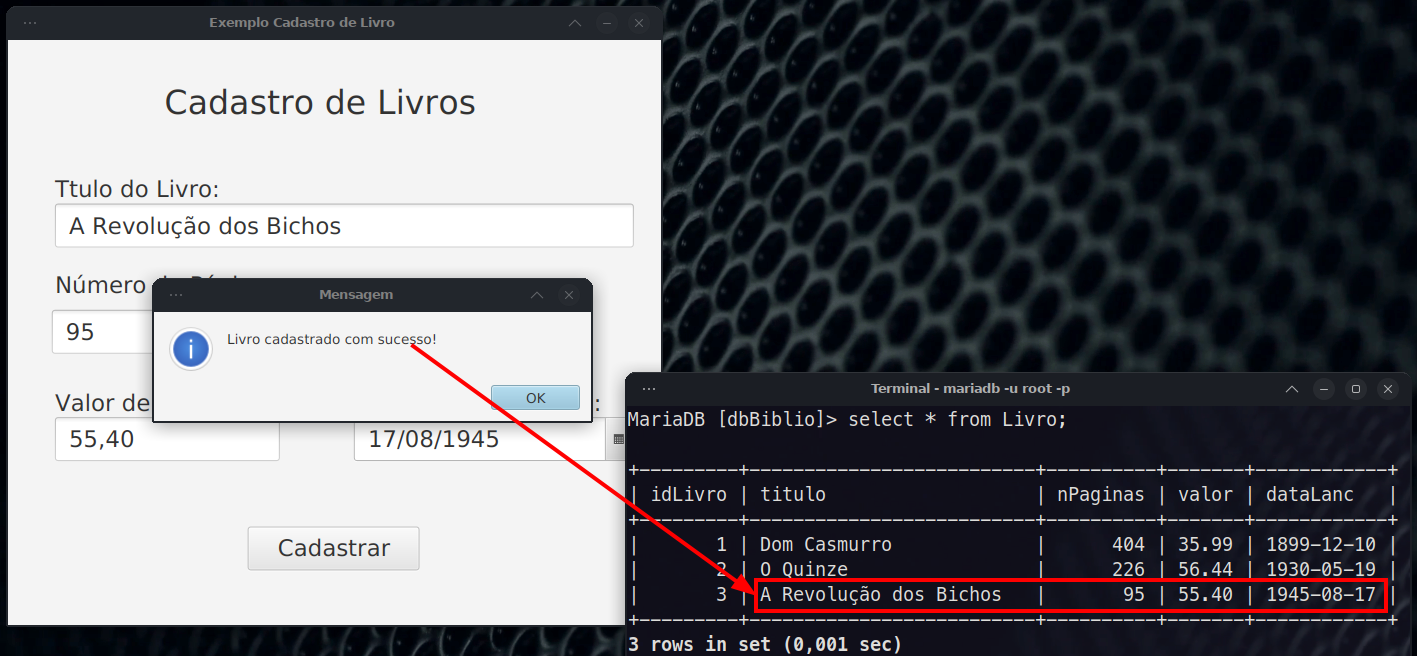 Exemplo Cadastro de Livro
Cadastro de Livros
Ttulo do Livro:
A Revolução dos Bichos
Número
95
Mensagem
Livro cadastrado com sucesso!
OK
Valor de
:
55,40
17/08/1945
Cadastrar
Terminal - mariadb -u root -p
MariaDB [dbBiblio]> select * from Livro;
+---------+--------------------------+----------+-------+------------+
| idLivro | titulo | nPaginas | valor | dataLanc |
+---------+--------------------------+----------+-------+------------+
| 1 | Dom Casmurro | 404 | 35.99 | 1899-12-10 |
| 2 | O Quinze | 226 | 56.44 | 1930-05-19 |
| 3 | A Revolução dos Bichos | 95 | 55.40 | 1945-08-17 |
+---------+--------------------------+----------+-------+------------+
3 rows in set (0,001 sec)